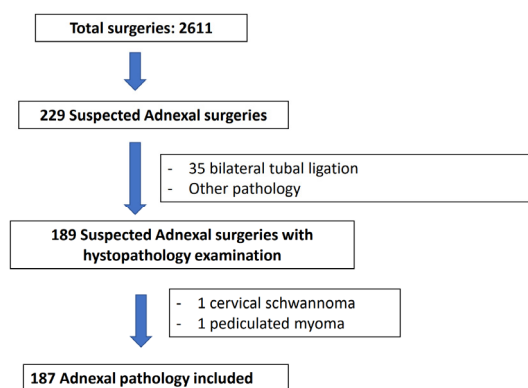 Total surgeries: 2611
229 Suspected Adnexal surgeries
- 35 bilateral tubal ligation
- Other pathology
189 Suspected Adnexal surgeries with
hystopathology examination
- 1 cervical schwannoma
- 1 pediculated myoma
187 Adnexal pathology included